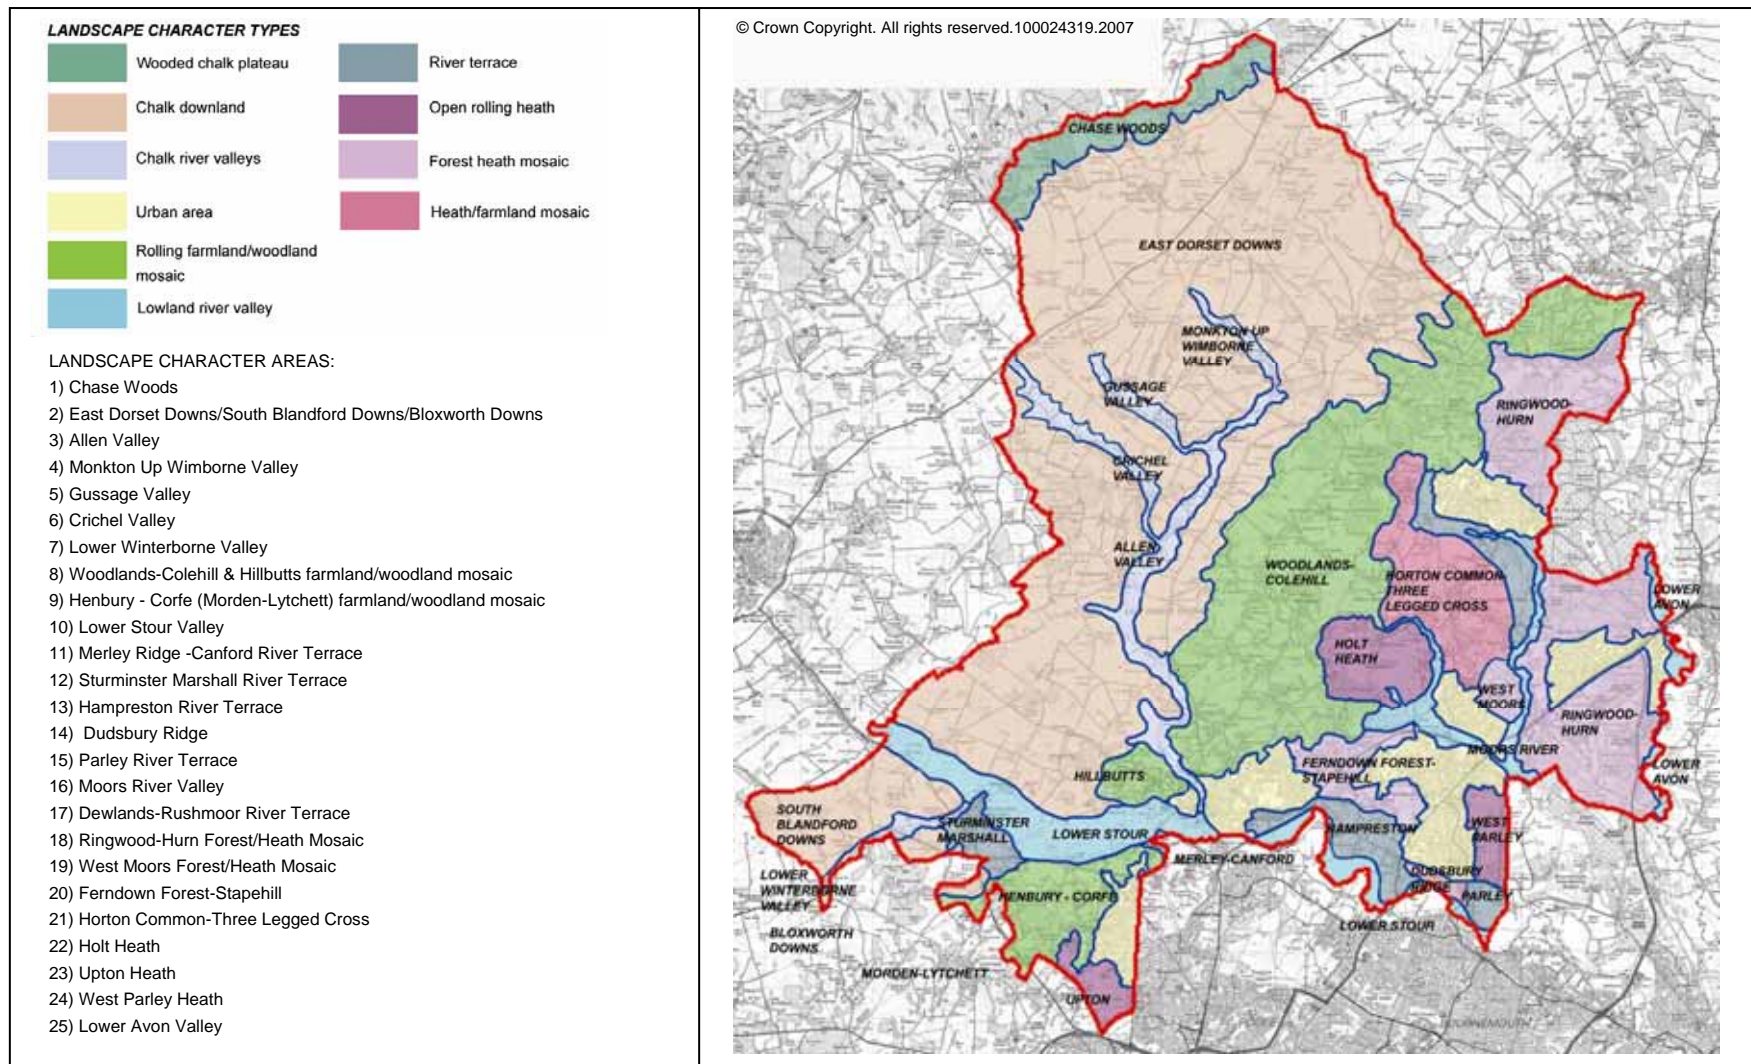 LANDSCAPE CHARACTER TYPES
Wooded chalk plateau
Chalk downland
Chalk river valleys
Urban area
Rolling farmland/woodland
mosaic
Lowland river valley
River terrace
Open rolling heath
Forest heath mosaic
Heath/farmland mosaic
LANDSCAPE CHARACTER AREAS:
1) Chase Woods
2) East Dorset Downs/South Blandford Downs/Bloxworth Downs
3) Allen Valley
4) Monkton Up Wimborne Valley
5) Gussage Valley
6) Crichel Valley
7) Lower Winterborne Valley
8) Woodlands-Colehill & Hillbutts farmland/woodland mosaic
9) Henbury - Corfe (Morden-Lytchett) farmland/woodland mosaic
10) Lower Stour Valley
11) Merley Ridge -Canford River Terrace
12) Sturminster Marshall River Terrace
13) Hampreston River Terrace
14) Dudsbury Ridge
15) Parley River Terrace
16) Moors River Valley
17) Dewlands-Rushmoor River Terrace
18) Ringwood-Hurn Forest/Heath Mosaic
19) West Moors Forest/Heath Mosaic
20) Ferndown Forest-Stapehill
21) Horton Common-Three Legged Cross
22) Holt Heath
23) Upton Heath
24) West Parley Heath
25) Lower Avon Valley
© Crown Copyright. All rights reserved.100024319.2007
CHASE WOODS
EAST DORSET DOWNS
MONKTON UP
WIMBORNE
VALLEY
GUSSAGE
VALLEY
RINGWOOD-
HURN
CRICHEL
VALLEY
ALLEN
VALLEY
WOODLANDS-
COLEHILL
HORTON COMMON-
THREE
LEGGED CROSS
LOWER
AVON
HOLT
HEATH
WEST
MOORS
RINGWOOD-
HURN
MOORS RIVER
FERNDOWN FOREST-
STAPEHILL
LOWER
AVON
HILLBUTTS
SOUTH
BLANDFORD
DOWNS
STURMINSTER
MARSHALL
LOWER STOUR
HAMPRESTON
WEST
PARLEY
MERLEY-CANFORD
DUDSBURY
RIDGE
PARLEY
LOWER
WINTERBORNE
VALLEY
HENBURY - CORFE
LOWER STOUR
BLOXWORTH
DOWNS
MORDEN-LYTCHETT
UPTON